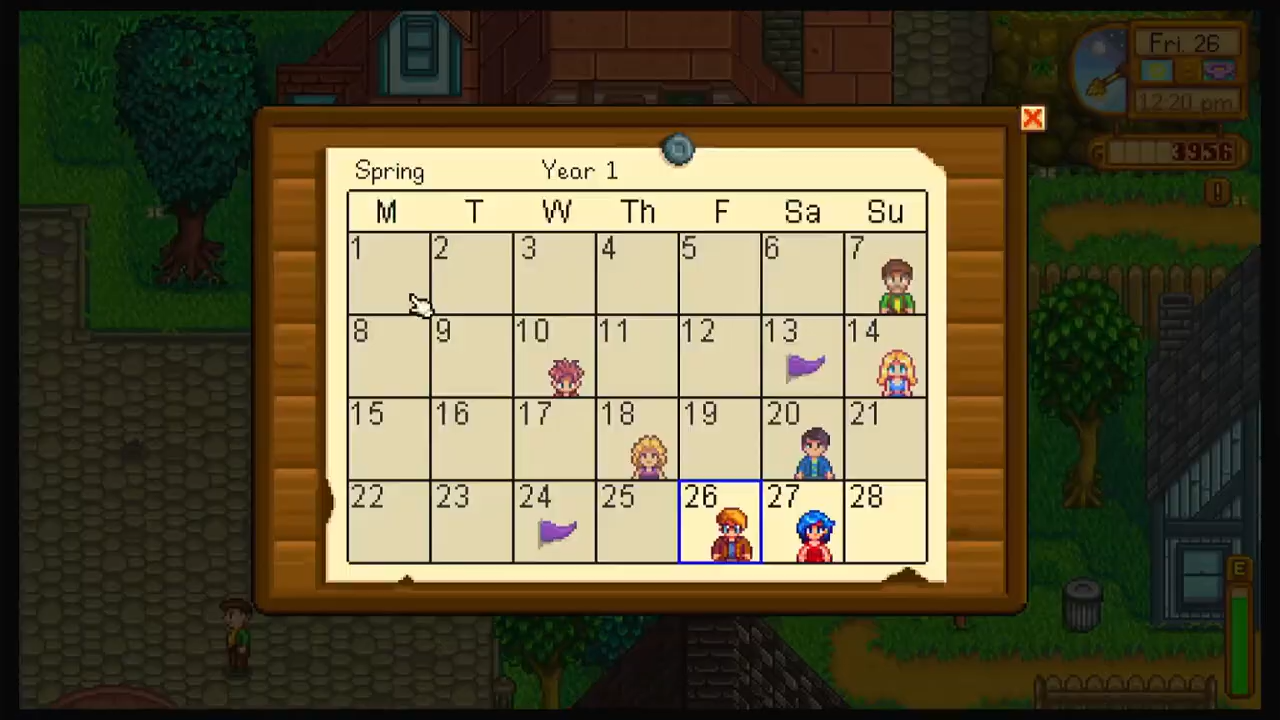 Fri. 26
12:20 pm
G 3956
!
Spring Year 1
M T W Th F Sa Su
1 2 3 4 5 6 7
8 9 10 11 12 13 14
15 16 17 18 19 20 21
22 23 24 25 26 27 28
E